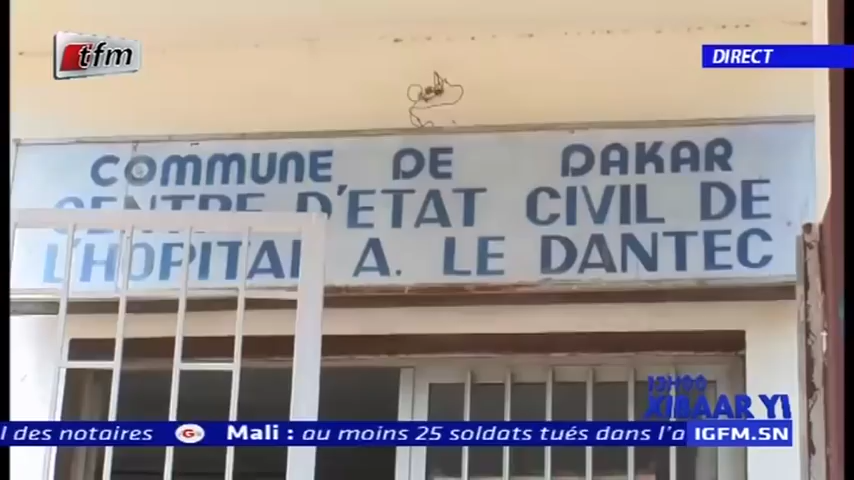 tfm
DIRECT
COMMUNE DE DAKAR
CENTRE D'ETAT CIVIL DE
L'HOPITAL A. LE DANTEC
XIBAAR YI
l des notaires G Mali : au moins 25 soldats tués dans l'a IGFM.SN